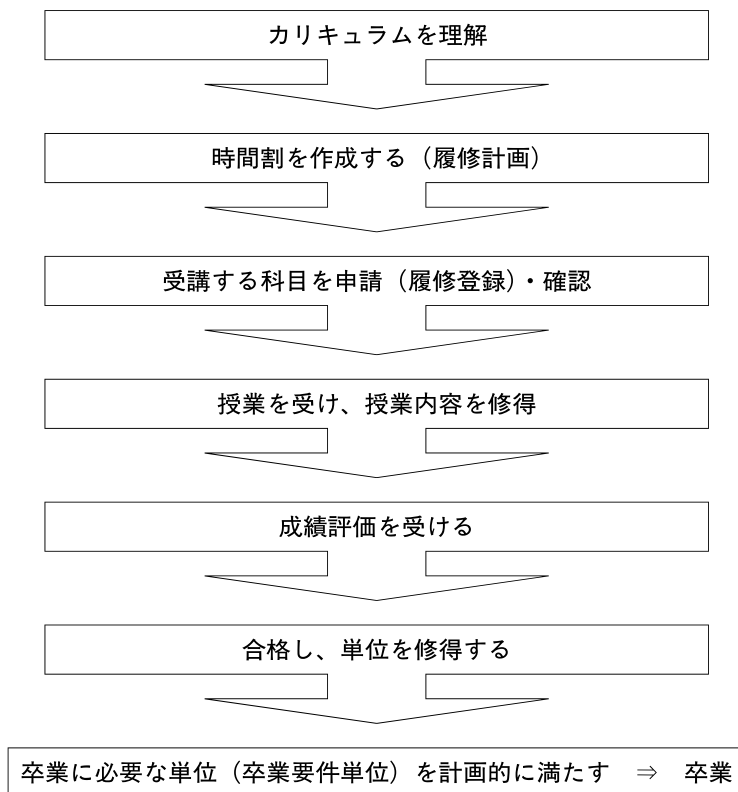 カリキュラムを理解
時間割を作成する（履修計画）
受講する科目を申請（履修登録）・確認
授業を受け、授業内容を修得
成績評価を受ける
合格し、単位を修得する
卒業に必要な単位（卒業要件単位）を計画的に満たす　⇒　卒業